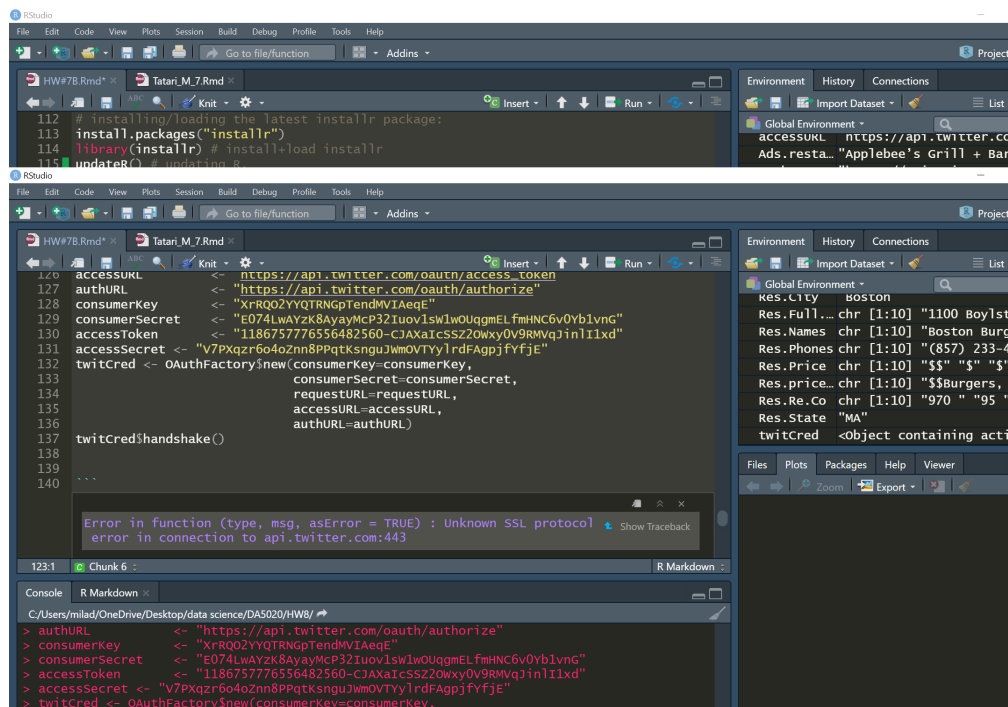 RStudio
File Edit Code View Plots Session Build Debug Profile Tools Help
Go to file/function Addins Project
HW#7B.Rmd* × Tatari_M_7.Rmd ×
Environment History Connections
ABC Knit Insert Run
Import Dataset List
112 # installing/loading the latest installr package:
113 install.packages("installr")
114 library(installr) # install+load installr
115 updateR() # updating R.
Global Environment
accessURL https://api.twitter.co
Ads.resta… "Applebee's Grill + Bar
RStudio
File Edit Code View Plots Session Build Debug Profile Tools Help
Go to file/function Addins Project
HW#7B.Rmd* × Tatari_M_7.Rmd ×
Environment History Connections
ABC Knit Insert Run
Import Dataset List
126 accessURL <- "https://api.twitter.com/oauth/access_token
127 authURL <- "https://api.twitter.com/oauth/authorize"
128 consumerKey <- "XrRQO2YYQTRNGpTendMVIAeqE"
129 consumerSecret <- "E074LwAYzK8AyayMcP32Iuov1sW1wOUqgmELfmHNC6v0Yb1vnG"
130 accessToken <- "1186757776556482560-CJAXaIcSSZ2OWxy0V9RMVqJinlI1xd"
131 accessSecret <- "V7PXqzr6o4oZnn8PPqtKsnguJWmOVTYylrdFAgpjfYfjE"
132 twitCred <- OAuthFactory$new(consumerKey=consumerKey,
133 consumerSecret=consumerSecret,
134 requestURL=requestURL,
135 accessURL=accessURL,
136 authURL=authURL)
137 twitCred$handshake()
138
139
140 ```
Global Environment
Res.City Boston
Res.Full.… chr [1:10] "1100 Boylst
Res.Names chr [1:10] "Boston Burg
Res.Phones chr [1:10] "(857) 233-4
Res.Price chr [1:10] "$$" "$" "$"
Res.price… chr [1:10] "$$Burgers,
Res.Re.Co chr [1:10] "970 " "95 "
Res.State "MA"
twitCred <Object containing acti
Files Plots Packages Help Viewer
Zoom Export
Error in function (type, msg, asError = TRUE) : Unknown SSL protocol
error in connection to api.twitter.com:443
Show Traceback
123:1 C Chunk 6 R Markdown
Console R Markdown ×
C:/Users/milad/OneDrive/Desktop/data science/DA5020/HW8/
> authURL <- "https://api.twitter.com/oauth/authorize"
> consumerKey <- "XrRQO2YYQTRNGpTendMVIAeqE"
> consumerSecret <- "E074LwAYzK8AyayMcP32Iuov1sW1wOUqgmELfmHNC6v0Yb1vnG"
> accessToken <- "1186757776556482560-CJAXaIcSSZ2OWxy0V9RMVqJinlI1xd"
> accessSecret <- "V7PXqzr6o4oZnn8PPqtKsnguJWmOVTYylrdFAgpjfYfjE"
> twitCred <- OAuthFactory$new(consumerKey=consumerKey,